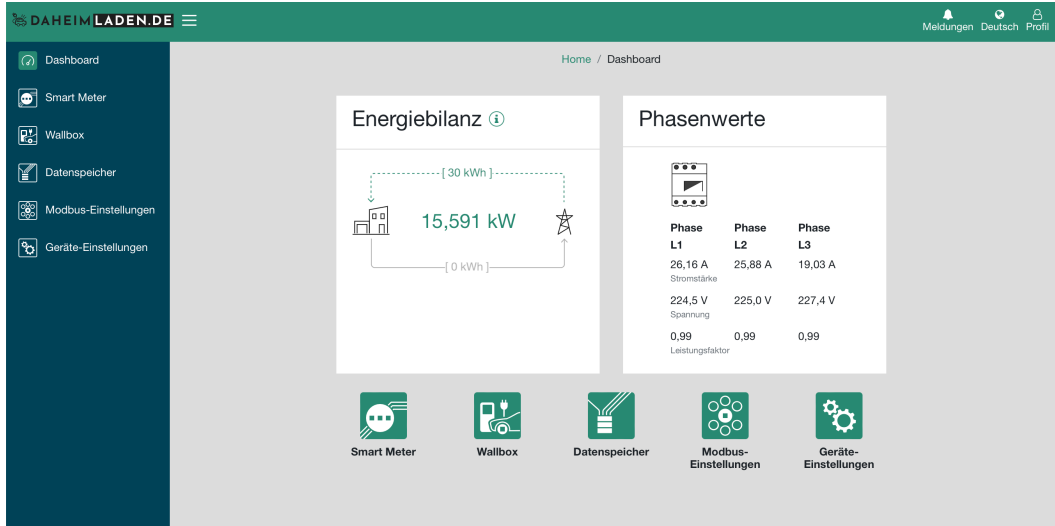 DAHEIMLADEN.DE
Meldungen Deutsch Profil
Dashboard
Smart Meter
Wallbox
Datenspeicher
Modbus-Einstellungen
Geräte-Einstellungen
Home / Dashboard
Energiebilanz i
[ 30 kWh ]
15,591 kW
[ 0 kWh ]
Phasenwerte
Phase Phase Phase
L1 L2 L3
26,16 A 25,88 A 19,03 A
Stromstärke
224,5 V 225,0 V 227,4 V
Spannung
0,99 0,99 0,99
Leistungsfaktor
Smart Meter
Wallbox
Datenspeicher
Modbus-
Einstellungen
Geräte-
Einstellungen